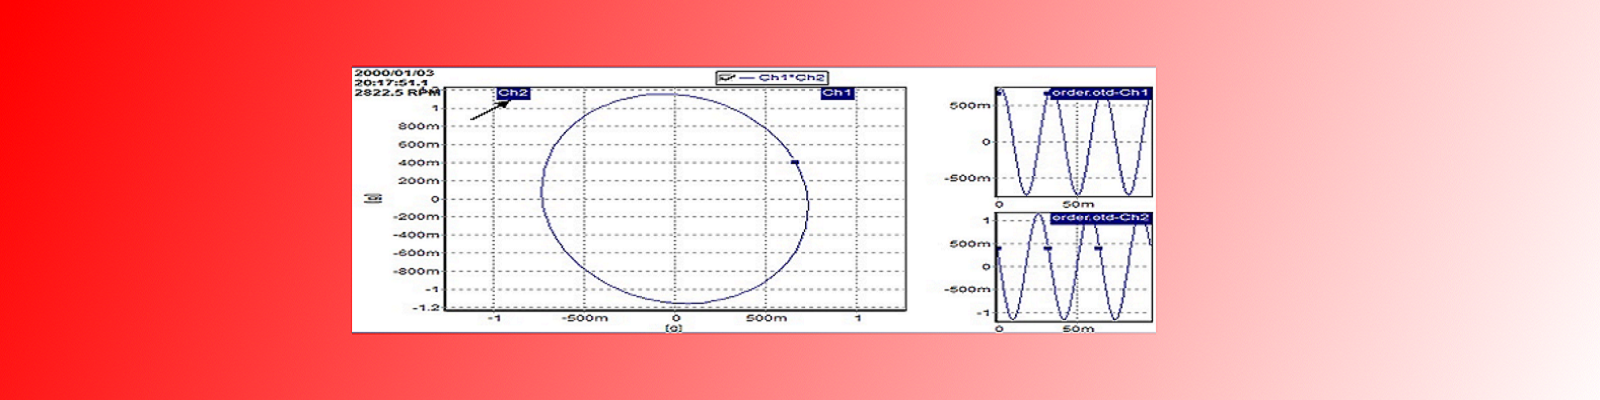 2000/01/03
20:17:51.1
2822.5 RPM
Ch1*Ch2
Ch2
Ch1
1
800m
600m
400m
200m
0
-200m
-400m
-600m
-800m
-1
-1.2
[g]
-1 -500m 0 500m 1
[g]
order.otd-Ch1
500m
0
-500m
0 50m
order.otd-Ch2
1
500m
0
-500m
-1
0 50m